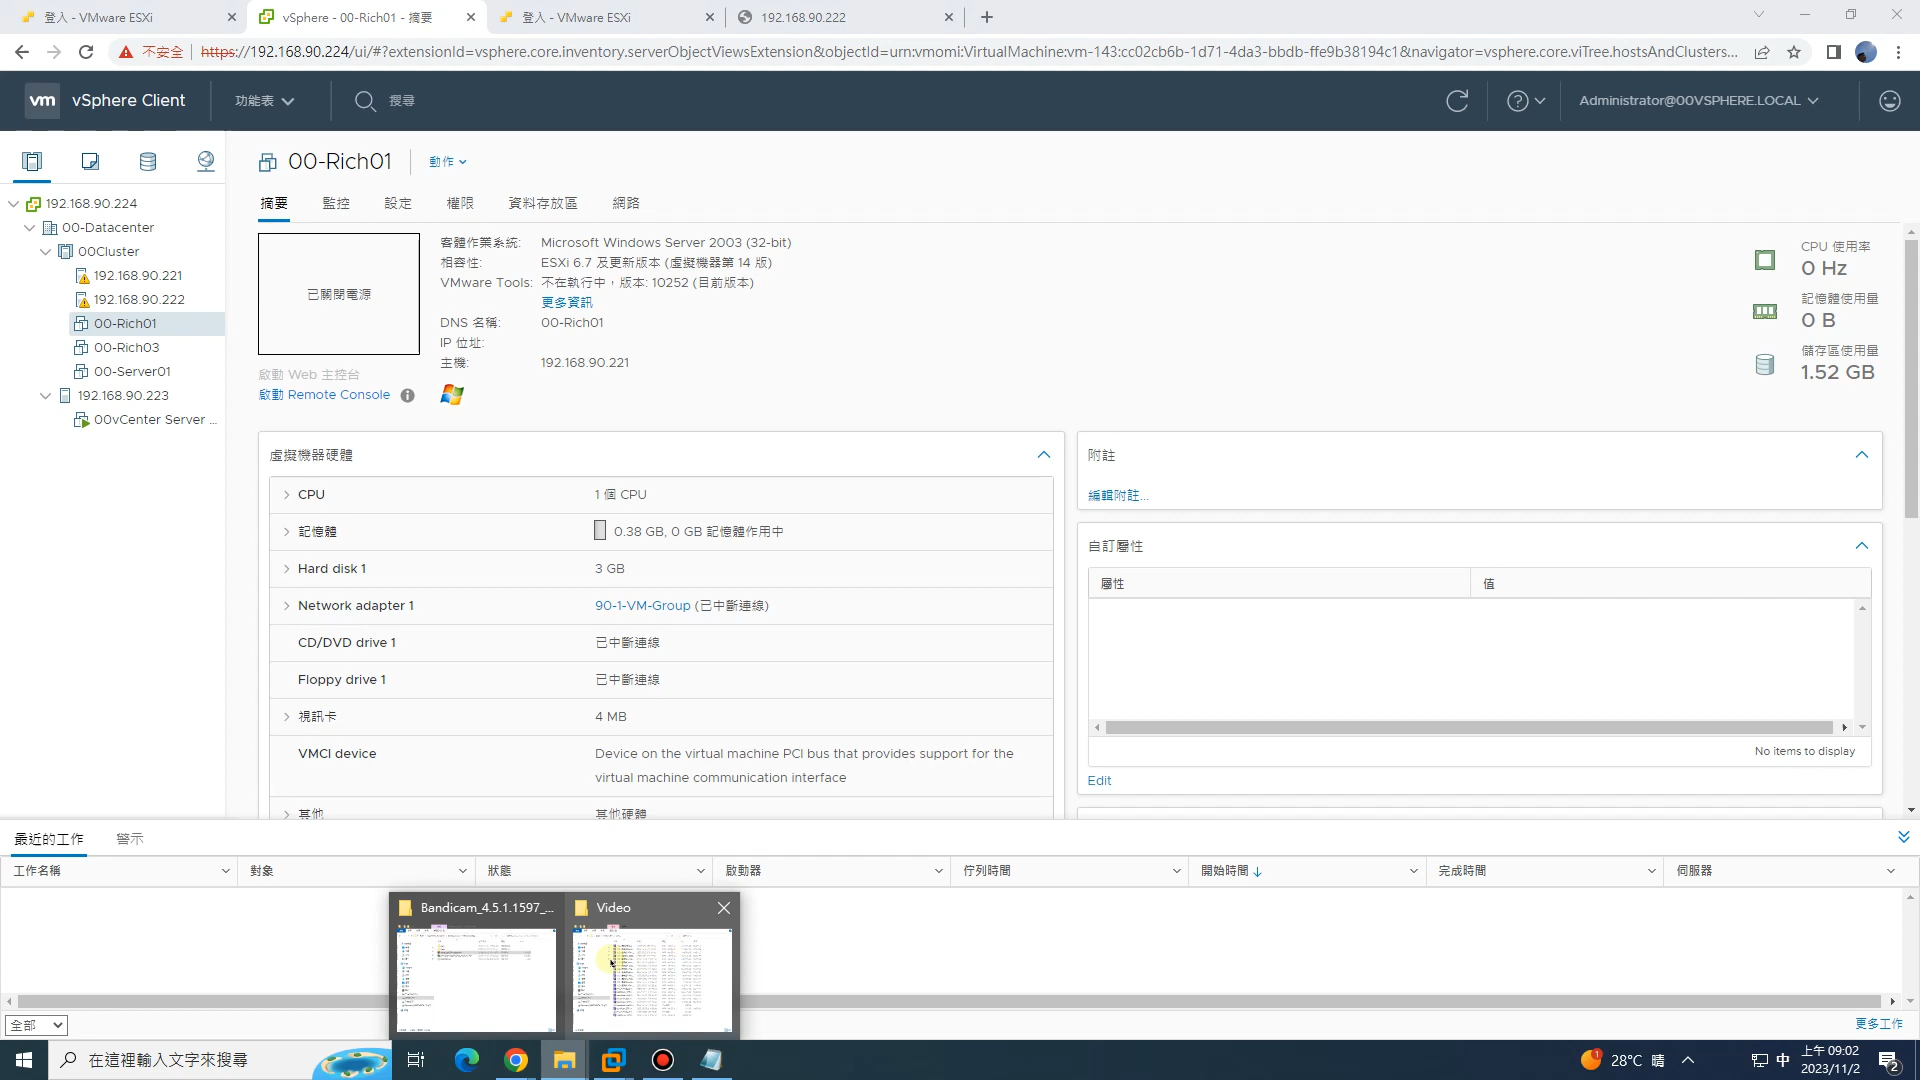 登入 - VMware ESXi
vSphere - 00-Rich01 - 摘要
登入 - VMware ESXi
192.168.90.222
不安全
https://192.168.90.224/ui/#?extensionId=vsphere.core.inventory.serverObjectViewsExtension&objectId=urn:vmomi:VirtualMachine:vm-143:cc02cb6b-1d71-4da3-bbdb-ffe9b38194c1&navigator=vsphere.core.viTree.hostsAndClusters...
vm vSphere Client
功能表
搜尋
Administrator@00VSPHERE.LOCAL
192.168.90.224
00-Datacenter
00Cluster
192.168.90.221
192.168.90.222
00-Rich01
00-Rich03
00-Server01
192.168.90.223
00vCenter Server ...
00-Rich01
動作
摘要 監控 設定 權限 資料存放區 網路
已關閉電源
啟動 Web 主控台
啟動 Remote Console
客體作業系統: Microsoft Windows Server 2003 (32-bit)
相容性: ESXi 6.7 及更新版本 (虛擬機器第 14 版)
VMware Tools: 不在執行中，版本: 10252 (目前版本)
更多資訊
DNS 名稱: 00-Rich01
IP 位址:
主機: 192.168.90.221
CPU 使用率
0 Hz
記憶體使用量
0 B
儲存區使用量
1.52 GB
虛擬機器硬體
CPU 1 個 CPU
記憶體 0.38 GB, 0 GB 記憶體作用中
Hard disk 1 3 GB
Network adapter 1 90-1-VM-Group (已中斷連線)
CD/DVD drive 1 已中斷連線
Floppy drive 1 已中斷連線
視訊卡 4 MB
VMCI device Device on the virtual machine PCI bus that provides support for the
virtual machine communication interface
其他 其他硬體
附註
編輯附註...
自訂屬性
屬性 值
No items to display
Edit
最近的工作 警示
工作名稱 對象 狀態 啟動器 佇列時間 開始時間 完成時間 伺服器
Bandicam_4.5.1.1597_...
Video
全部
更多工作
在這裡輸入文字來搜尋
1
28°C 晴
中
上午 09:02
2023/11/2
2